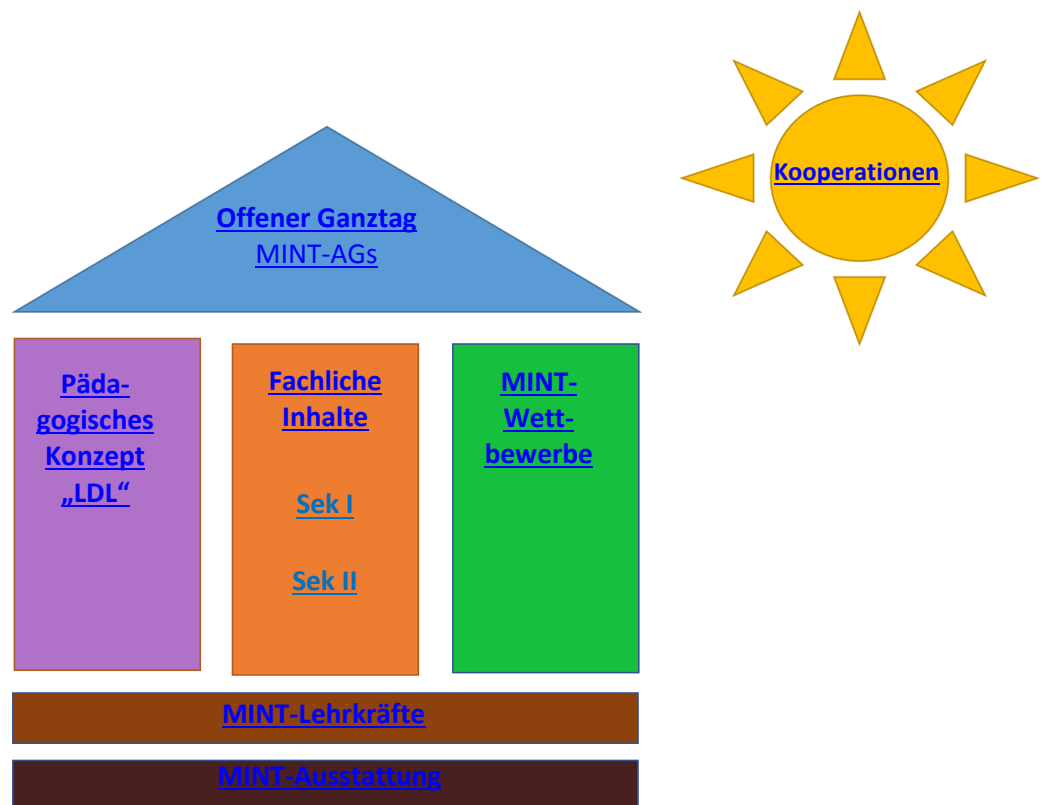 Kooperationen
Offener Ganztag
MINT-AGs
Päda-
gogisches
Konzept
„LDL“
Fachliche
Inhalte
Sek I
Sek II
MINT-
Wett-
bewerbe
MINT-Lehrkräfte
MINT-Ausstattung